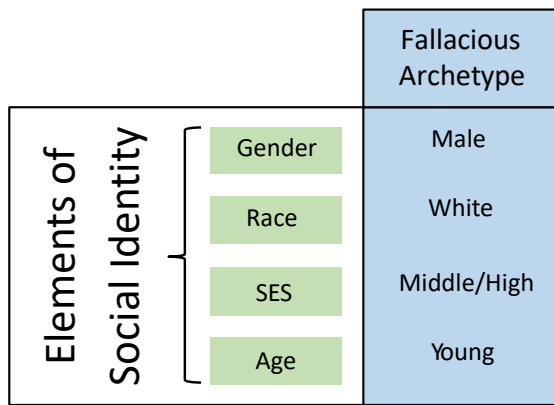 Fallacious
Archetype
Elements of
Social Identity
Gender
Male
Race
White
SES
Middle/High
Age
Young